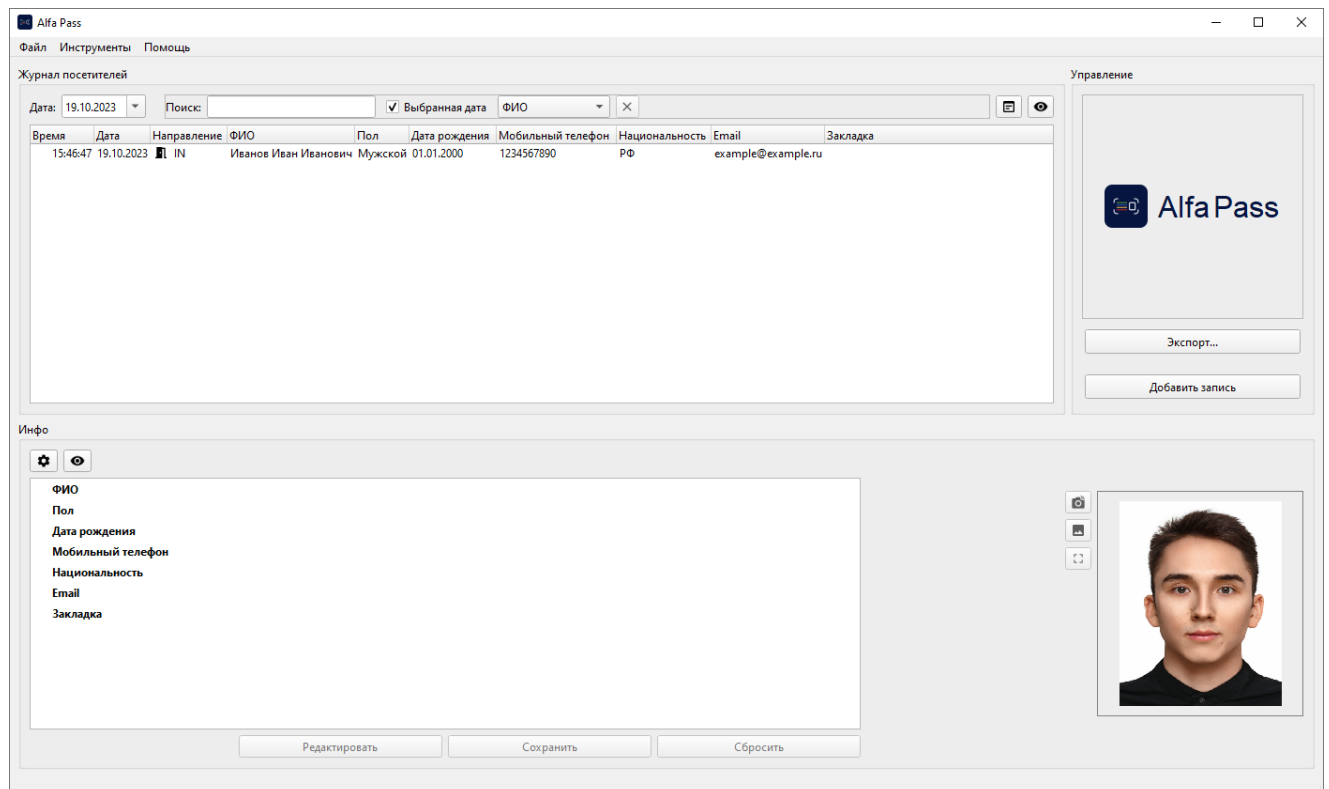 Alfa Pass
Файл Инструменты Помощь
Журнал посетителей
Управление
Дата: 19.10.2023 Поиск: Выбранная дата ФИО
Время Дата Направление ФИО Пол Дата рождения Мобильный телефон Национальность Email Закладка
15:46:47 19.10.2023 IN Иванов Иван Иванович Мужской 01.01.2000 1234567890 РФ example@example.ru
Alfa Pass
Экспорт...
Добавить запись
Инфо
ФИО
Пол
Дата рождения
Мобильный телефон
Национальность
Email
Закладка
Редактировать Сохранить Сбросить